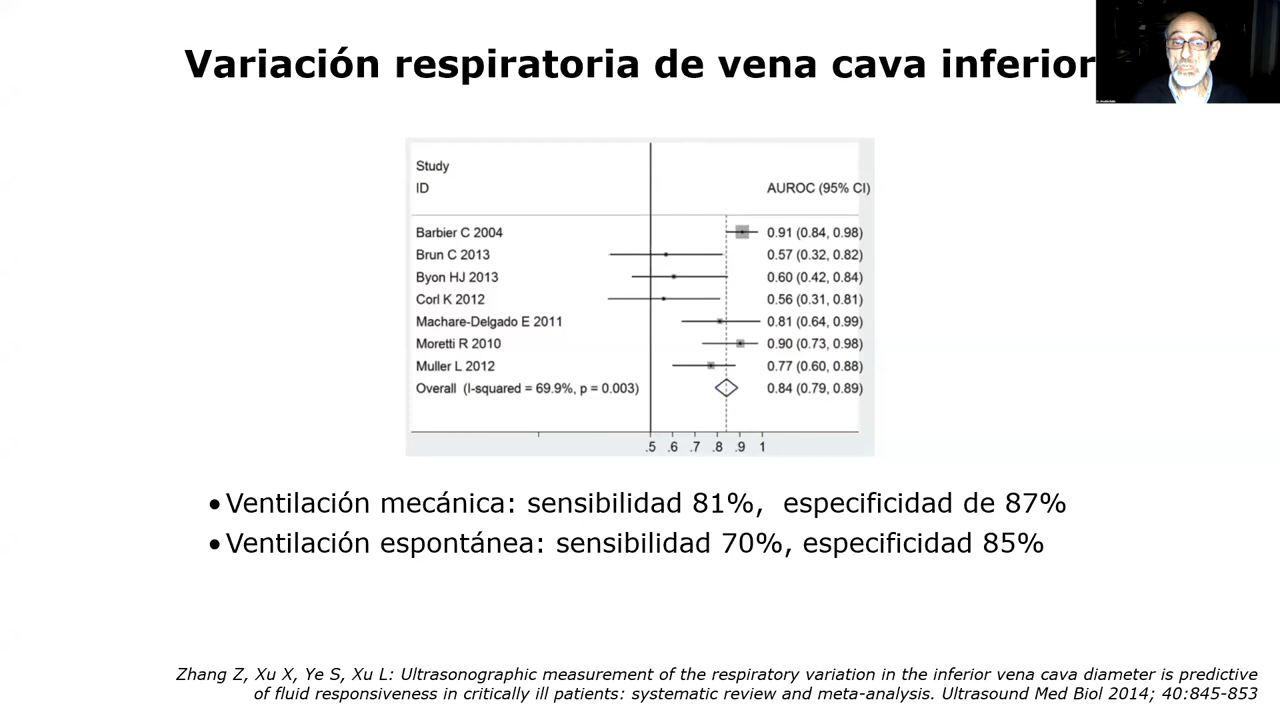 Variación respiratoria de vena cava inferior
Study
ID AUROC (95% CI)
Barbier C 2004 0.91 (0.84, 0.98)
Brun C 2013 0.57 (0.32, 0.82)
Byon HJ 2013 0.60 (0.42, 0.84)
Corl K 2012 0.56 (0.31, 0.81)
Machare-Delgado E 2011 0.81 (0.64, 0.99)
Moretti R 2010 0.90 (0.73, 0.98)
Muller L 2012 0.77 (0.60, 0.88)
Overall (I-squared = 69.9%, p = 0.003) 0.84 (0.79, 0.89)
.5 .6 .7 .8 .9 1
•Ventilación mecánica: sensibilidad 81%, especificidad de 87%
•Ventilación espontánea: sensibilidad 70%, especificidad 85%
Zhang Z, Xu X, Ye S, Xu L: Ultrasonographic measurement of the respiratory variation in the inferior vena cava diameter is predictive
of fluid responsiveness in critically ill patients: systematic review and meta-analysis. Ultrasound Med Biol 2014; 40:845-853